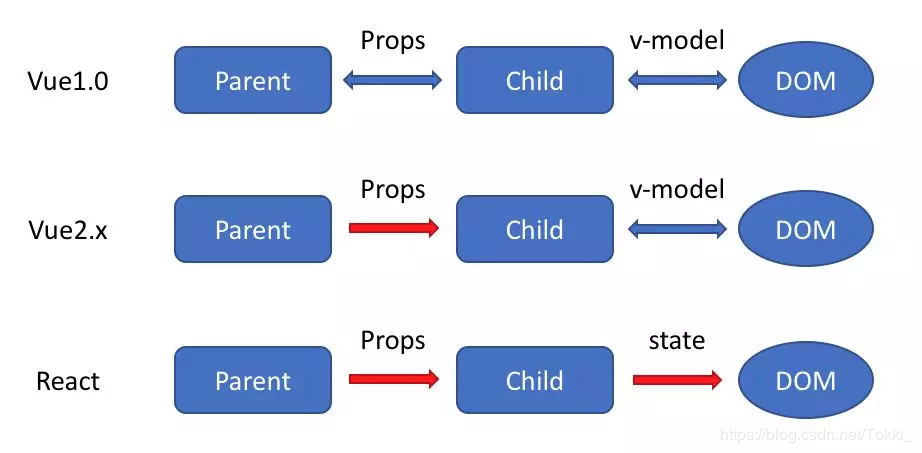 Props v-model
Vue1.0 Parent Child DOM
Props v-model
Vue2.x Parent Child DOM
Props state
React Parent Child DOM
https://blog.csdn.net/Tokki_